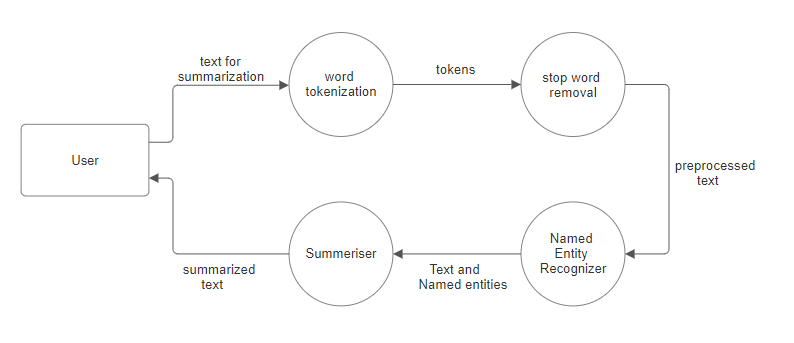 text for
summarization
word
tokenization
tokens
stop word
removal
User
preprocessed
text
Named
Entity
Recognizer
Text and
Named entities
Summeriser
summarized
text